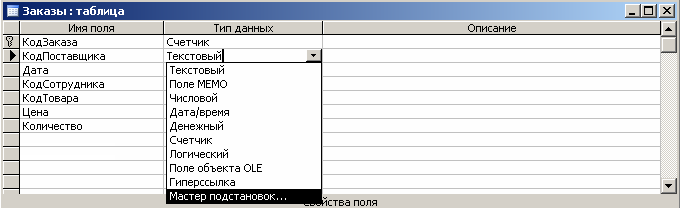 Заказы : таблица
Имя поля Тип данных Описание
КодЗаказа Счетчик
КодПоставщика Текстовый
Дата Текстовый
КодСотрудника Поле МЕМО
КодТовара Числовой
Цена Дата/время
Количество Денежный
Счетчик
Логический
Поле объекта OLE
Гиперссылка
Мастер подстановок...
Свойства поля